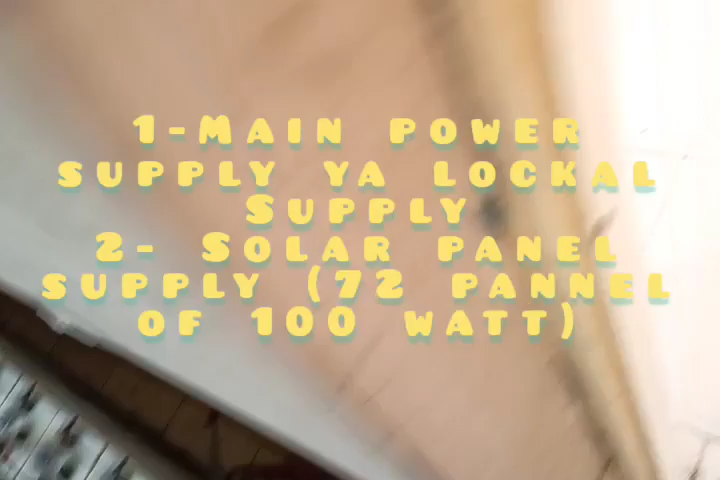 1-Main power
supply ya lockal
Supply
2- Solar panel
supply (72 pannel
of 100 watt)